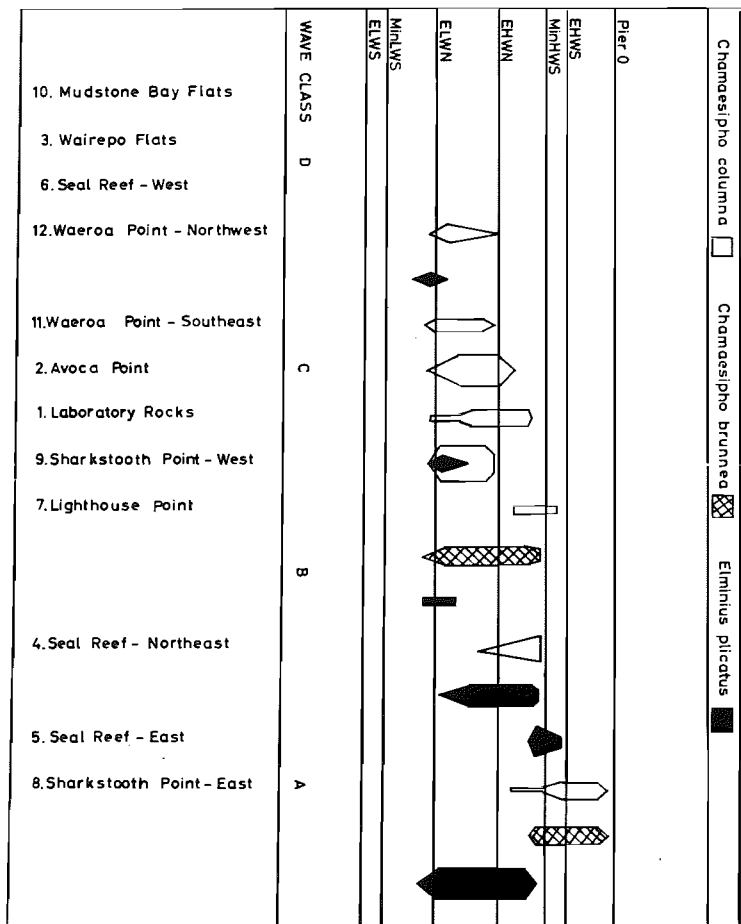 Chamaesipho columna
Chamaesipho brunnea
Elminius plicatus
Pier 0
EHWS
MinHWS
EHWN
ELWN
MinLWS
ELWS
WAVE CLASS D C B A
10. Mudstone Bay Flats
3. Wairepo Flats
6. Seal Reef - West
12. Waeroa Point - Northwest
11. Waeroa Point - Southeast
2. Avoca Point
1. Laboratory Rocks
9. Sharkstooth Point - West
7. Lighthouse Point
4. Seal Reef - Northeast
5. Seal Reef - East
8. Sharkstooth Point - East